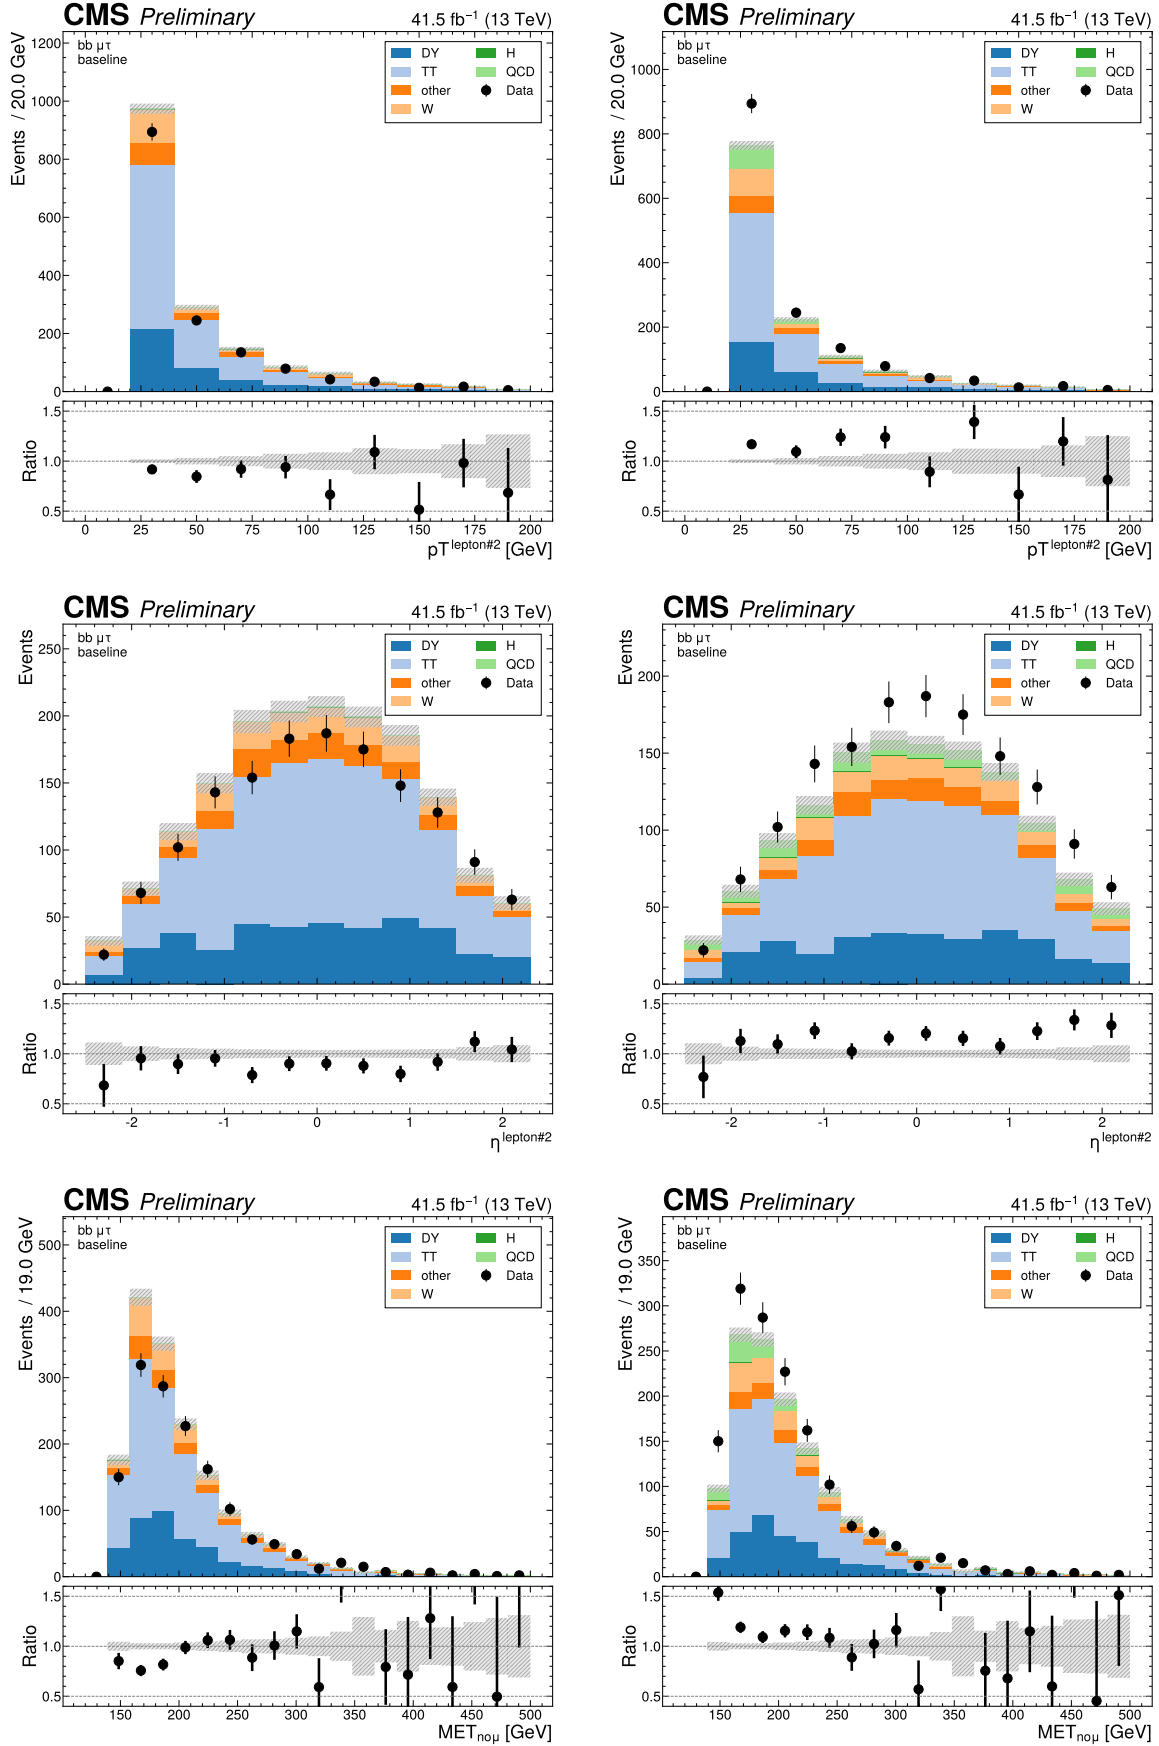 CMS Preliminary 41.5 fb⁻¹ (13 TeV)
Events / 20.0 GeV
bb μτ
baseline
DY
TT
other
W
H
QCD
Data
1200
1000
800
600
400
200
0
Ratio
1.5
1.0
0.5
0 25 50 75 100 125 150 175 200
pT^lepton#2 [GeV]
CMS Preliminary 41.5 fb⁻¹ (13 TeV)
Events / 20.0 GeV
bb μτ
baseline
DY
TT
other
W
H
QCD
Data
1000
800
600
400
200
0
Ratio
1.5
1.0
0.5
0 25 50 75 100 125 150 175 200
pT^lepton#2 [GeV]
CMS Preliminary 41.5 fb⁻¹ (13 TeV)
Events
bb μτ
baseline
DY
TT
other
W
H
QCD
Data
250
200
150
100
50
0
Ratio
1.5
1.0
0.5
-2 -1 0 1 2
η^lepton#2
CMS Preliminary 41.5 fb⁻¹ (13 TeV)
Events
bb μτ
baseline
DY
TT
other
W
H
QCD
Data
200
150
100
50
0
Ratio
1.5
1.0
0.5
-2 -1 0 1 2
η^lepton#2
CMS Preliminary 41.5 fb⁻¹ (13 TeV)
Events / 19.0 GeV
bb μτ
baseline
DY
TT
other
W
H
QCD
Data
500
400
300
200
100
0
Ratio
1.5
1.0
0.5
150 200 250 300 350 400 450 500
MET_noμ [GeV]
CMS Preliminary 41.5 fb⁻¹ (13 TeV)
Events / 19.0 GeV
bb μτ
baseline
DY
TT
other
W
H
QCD
Data
350
300
250
200
150
100
50
0
Ratio
1.5
1.0
0.5
150 200 250 300 350 400 450 500
MET_noμ [GeV]